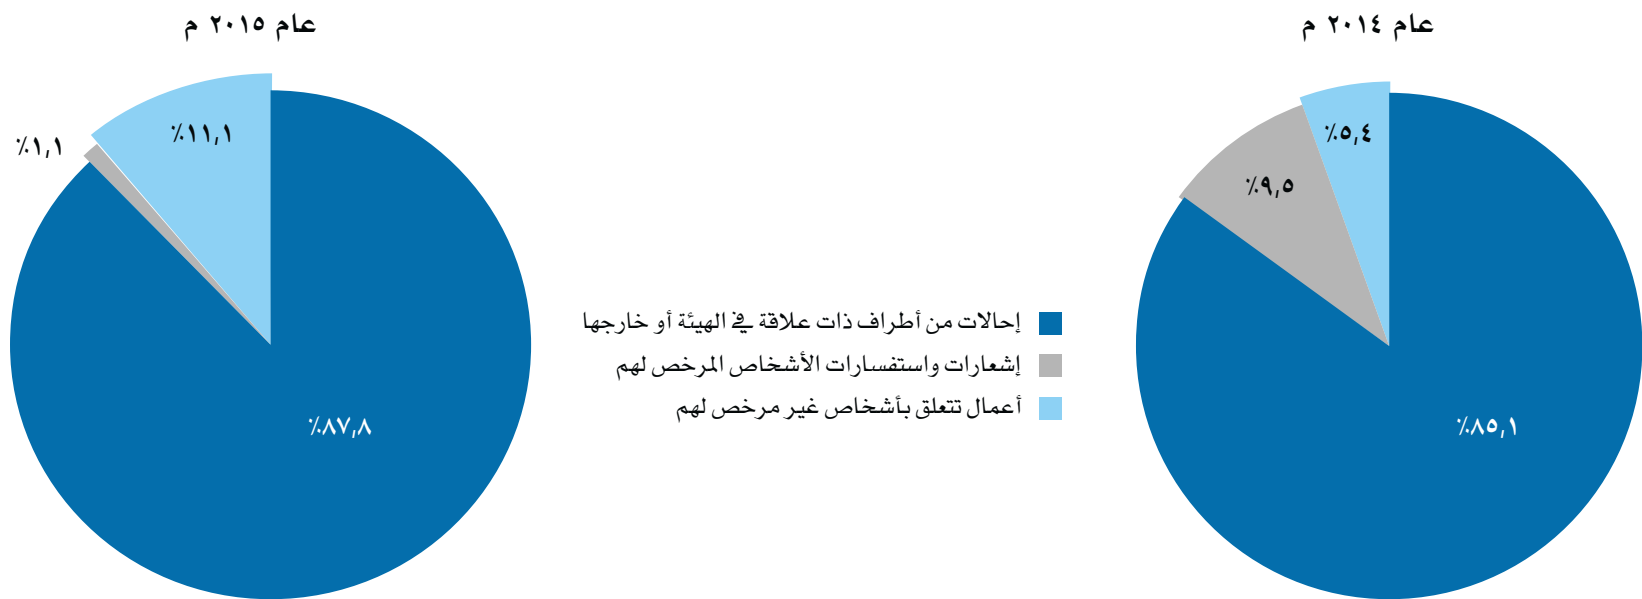 عام ٢٠١٤ م
٪٥,٤
٪٩,٥
٪٨٥,١
إحالات من أطراف ذات علاقة في الهيئة أو خارجها
إشعارات واستفسارات الأشخاص المرخص لهم
أعمال تتعلق بأشخاص غير مرخص لهم
عام ٢٠١٥ م
٪١١,١
٪١,١
٪٨٧,٨